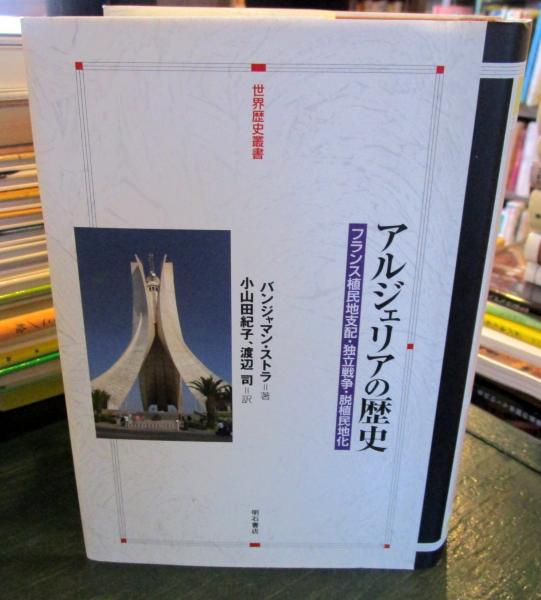 世界歴史叢書
アルジェリアの歴史
フランス植民地支配・独立戦争・脱植民地化
バンジャマン・ストラ=著
小山田紀子、渡辺 司=訳
明石書店